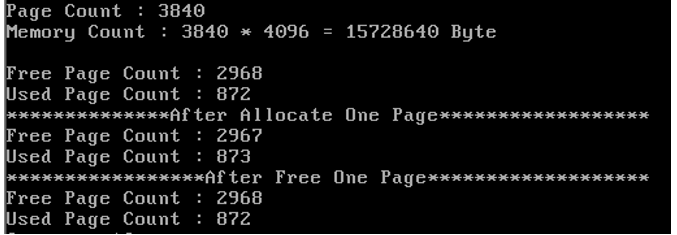 Page Count : 3840
Memory Count : 3840 * 4096 = 15728640 Byte
Free Page Count : 2968
Used Page Count : 872
**************After Allocate One Page******************
Free Page Count : 2967
Used Page Count : 873
*****************After Free One Page*******************
Free Page Count : 2968
Used Page Count : 872